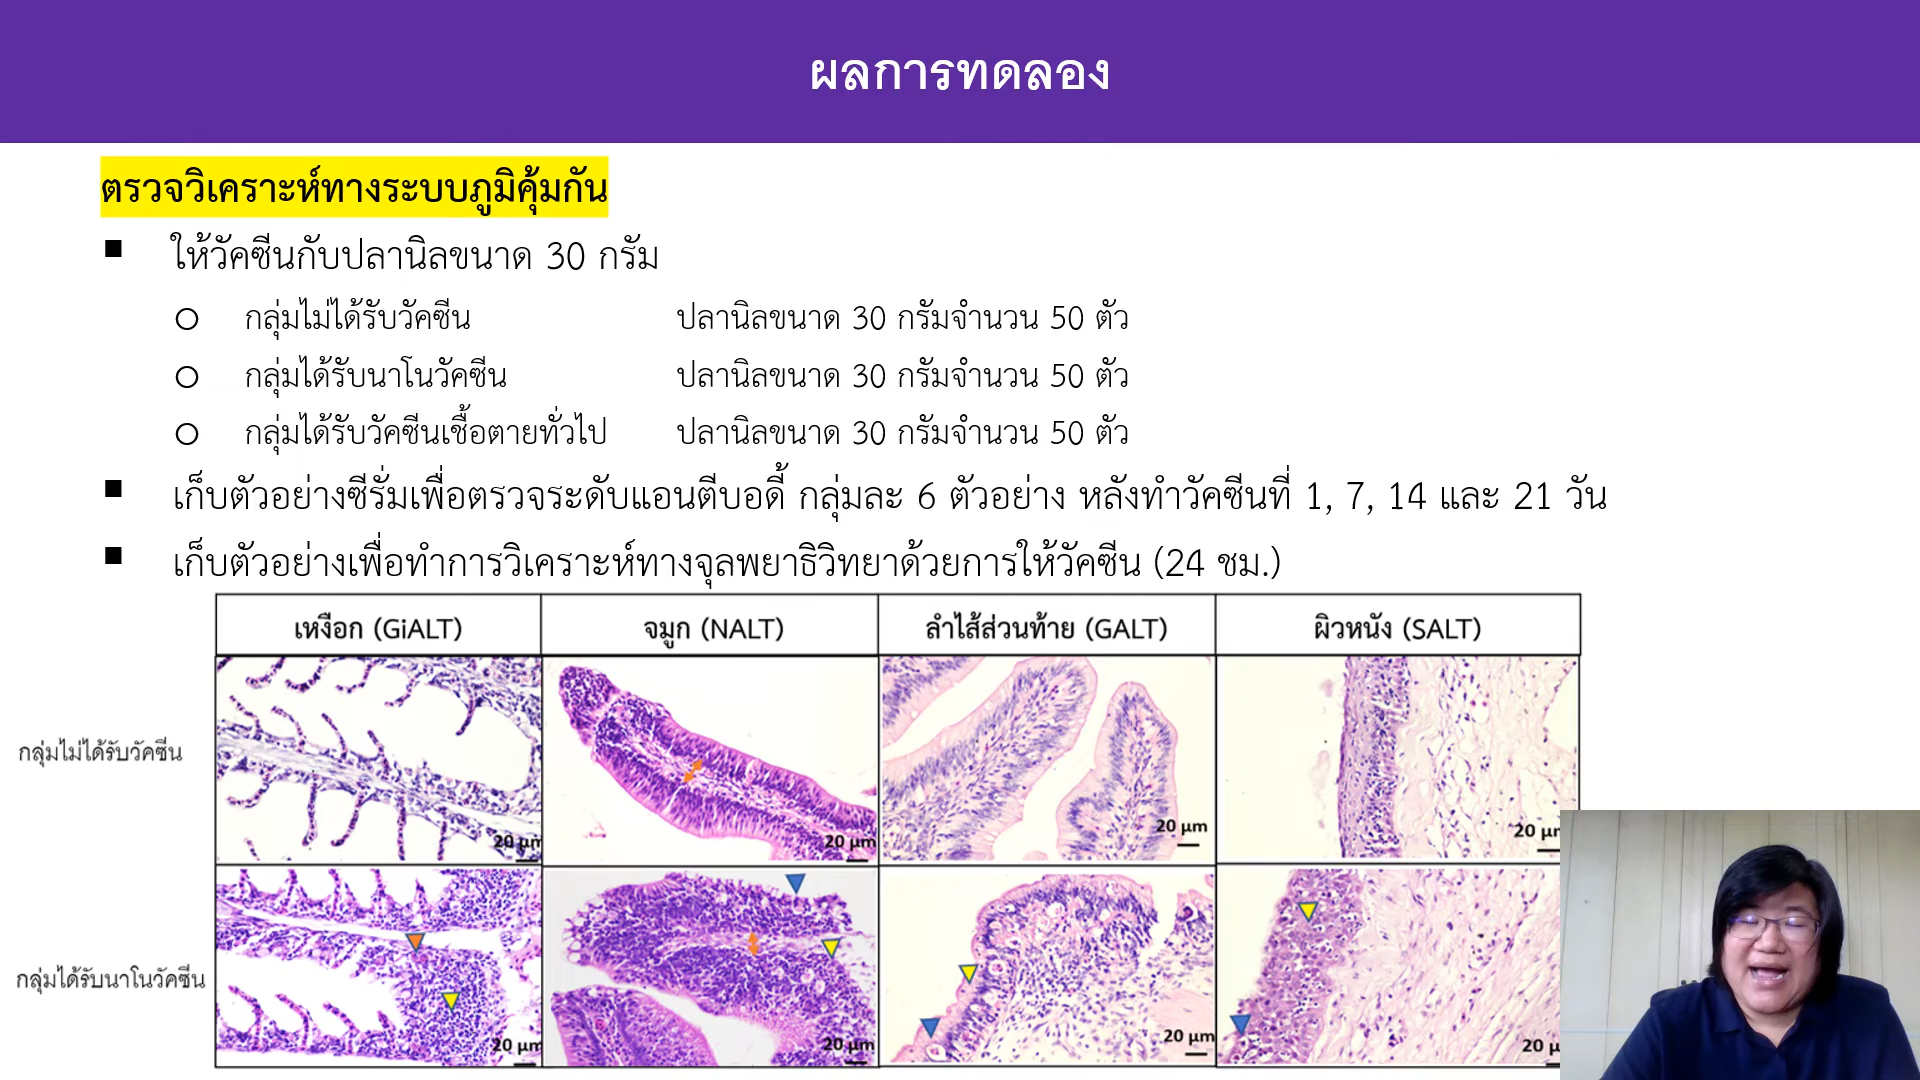 ผลการทดลอง
ตรวจวิเคราะห์ทางระบบภูมิคุ้มกัน
▪ ให้วัคซีนกับปลานิลขนาด 30 กรัม
o กลุ่มไม่ได้รับวัคซีน ปลานิลขนาด 30 กรัมจำนวน 50 ตัว
o กลุ่มได้รับนาโนวัคซีน ปลานิลขนาด 30 กรัมจำนวน 50 ตัว
o กลุ่มได้รับวัคซีนเชื้อตายทั่วไป ปลานิลขนาด 30 กรัมจำนวน 50 ตัว
▪ เก็บตัวอย่างซีรั่มเพื่อตรวจระดับแอนตีบอดี้ กลุ่มละ 6 ตัวอย่าง หลังทำวัคซีนที่ 1, 7, 14 และ 21 วัน
▪ เก็บตัวอย่างเพื่อทำการวิเคราะห์ทางจุลพยาธิวิทยาด้วยการให้วัคซีน (24 ชม.)
เหงือก (GiALT) จมูก (NALT) ลำไส้ส่วนท้าย (GALT) ผิวหนัง (SALT)
กลุ่มไม่ได้รับวัคซีน
20 µm 20 µm 20 µm 20 µm
กลุ่มได้รับนาโนวัคซีน
20 µm 20 µm 20 µm 20 µ